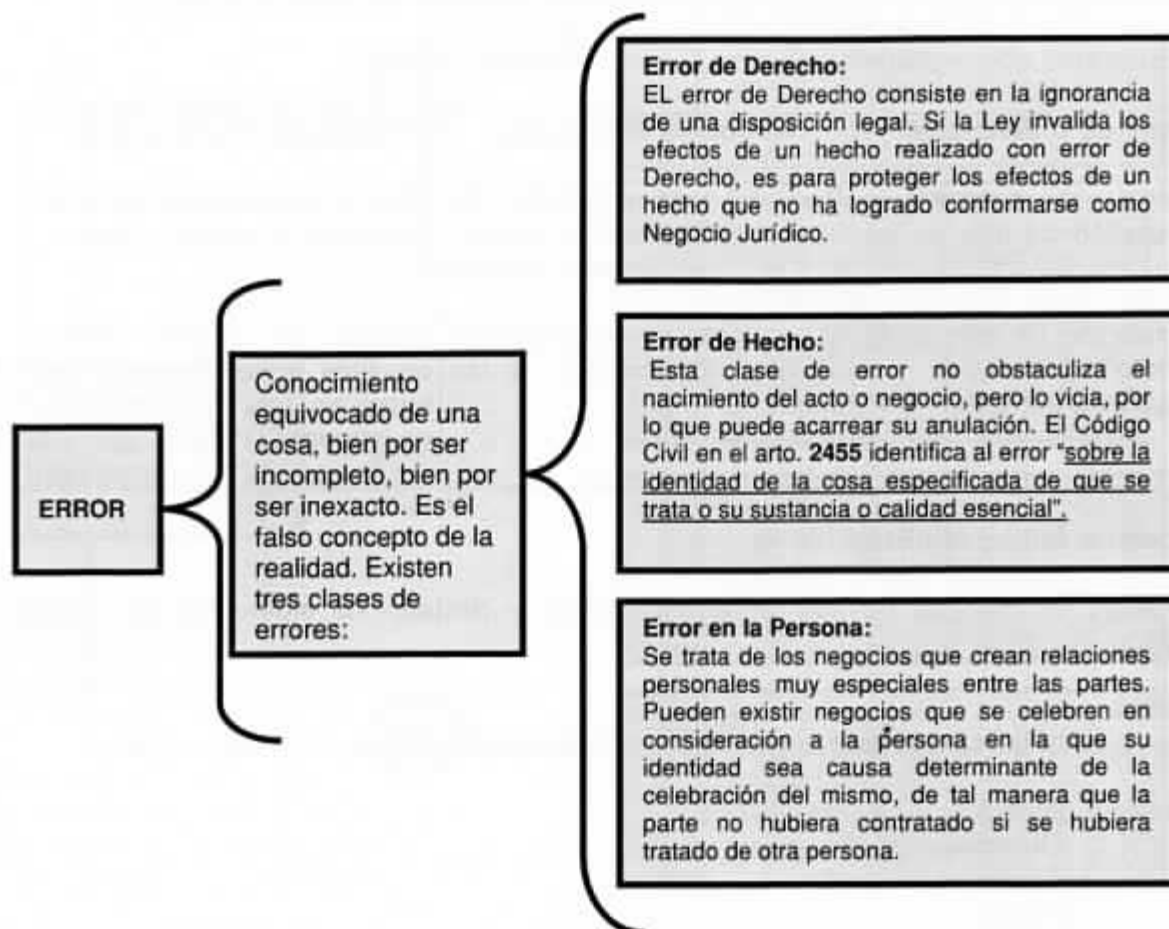 ERROR
Conocimiento
equivocado de una
cosa, bien por ser
incompleto, bien por
ser inexacto. Es el
falso concepto de la
realidad. Existen
tres clases de
errores:
Error de Derecho:
EL error de Derecho consiste en la ignorancia
de una disposición legal. Si la Ley invalida los
efectos de un hecho realizado con error de
Derecho, es para proteger los efectos de un
hecho que no ha logrado conformarse como
Negocio Jurídico.
Error de Hecho:
Esta clase de error no obstaculiza el
nacimiento del acto o negocio, pero lo vicia, por
lo que puede acarrear su anulación. El Código
Civil en el arto. 2455 identifica al error "sobre la
identidad de la cosa especificada de que se
trata o su sustancia o calidad esencial".
Error en la Persona:
Se trata de los negocios que crean relaciones
personales muy especiales entre las partes.
Pueden existir negocios que se celebren en
consideración a la persona en la que su
identidad sea causa determinante de la
celebración del mismo, de tal manera que la
parte no hubiera contratado si se hubiera
tratado de otra persona.